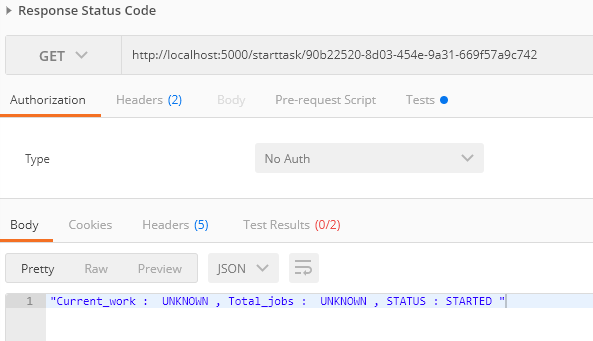 Response Status Code
GET http://localhost:5000/starttask/90b22520-8d03-454e-9a31-669f57a9c742
Authorization Headers (2) Body Pre-request Script Tests
Type No Auth
Body Cookies Headers (5) Test Results (0/2)
Pretty Raw Preview JSON
1 "Current_work :  UNKNOWN , Total_jobs :  UNKNOWN , STATUS : STARTED "